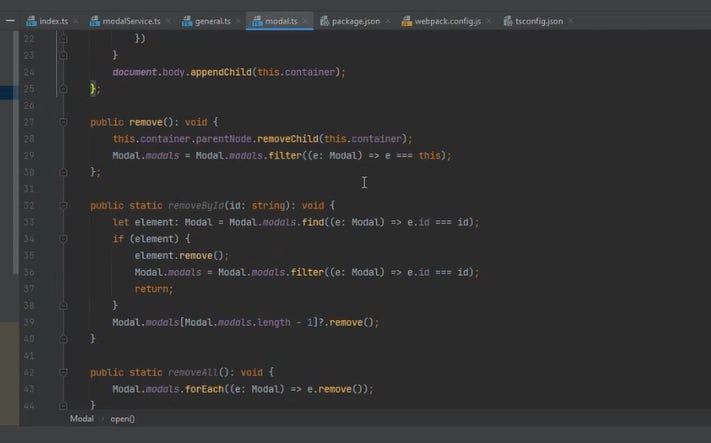 index.ts × modalService.ts × general.ts × modal.ts × package.json × webpack.config.js × tsconfig.json ×
22 })
23 }
24 document.body.appendChild(this.container);
25 };
26
27 public remove(): void {
28 this.container.parentNode.removeChild(this.container);
29 Modal.modals = Modal.modals.filter((e: Modal) => e === this);
30 };
31
32 public static removeById(id: string): void {
33 let element: Modal = Modal.modals.find((e: Modal) => e.id === id);
34 if (element) {
35 element.remove();
36 Modal.modals = Modal.modals.filter((e: Modal) => e.id === id);
37 return;
38 }
39 Modal.modals[Modal.modals.length - 1]?.remove();
40 }
41
42 public static removeAll(): void {
43 Modal.modals.forEach((e: Modal) => e.remove());
44 }
Modal › open()